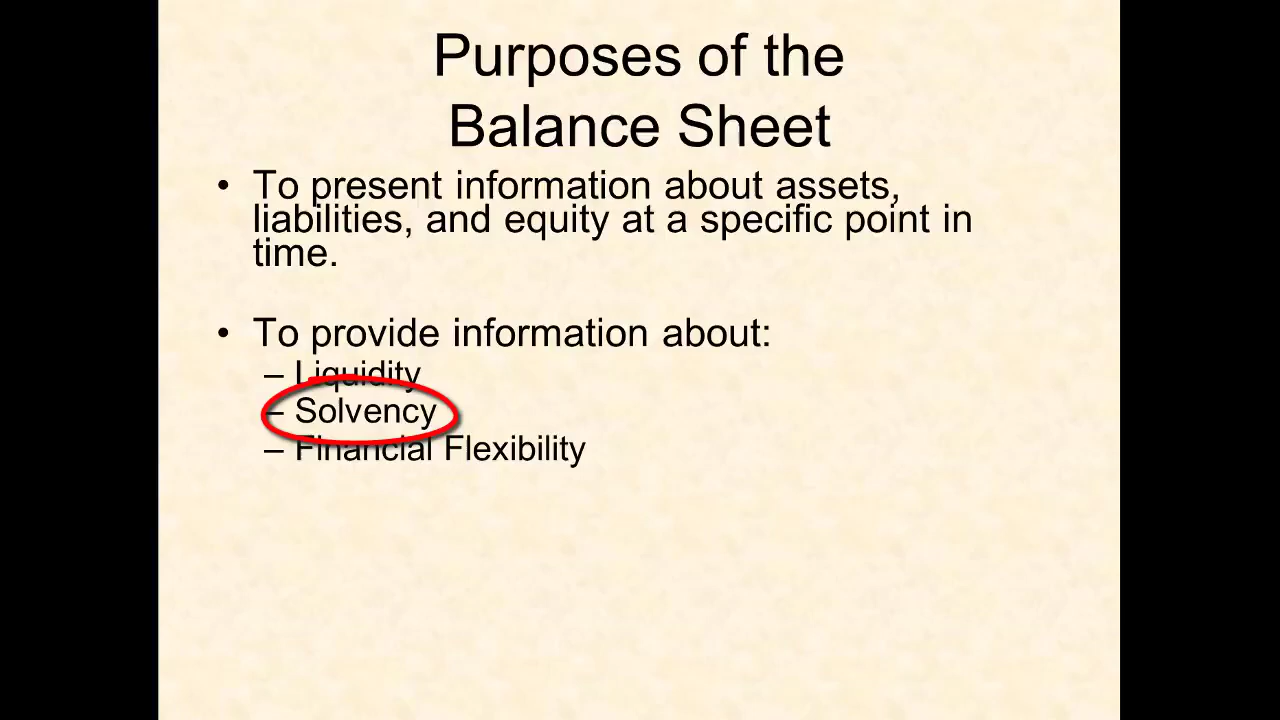 Purposes of the
Balance Sheet
• To present information about assets,
liabilities, and equity at a specific point in
time.
• To provide information about:
– Liquidity
– Solvency
– Financial Flexibility